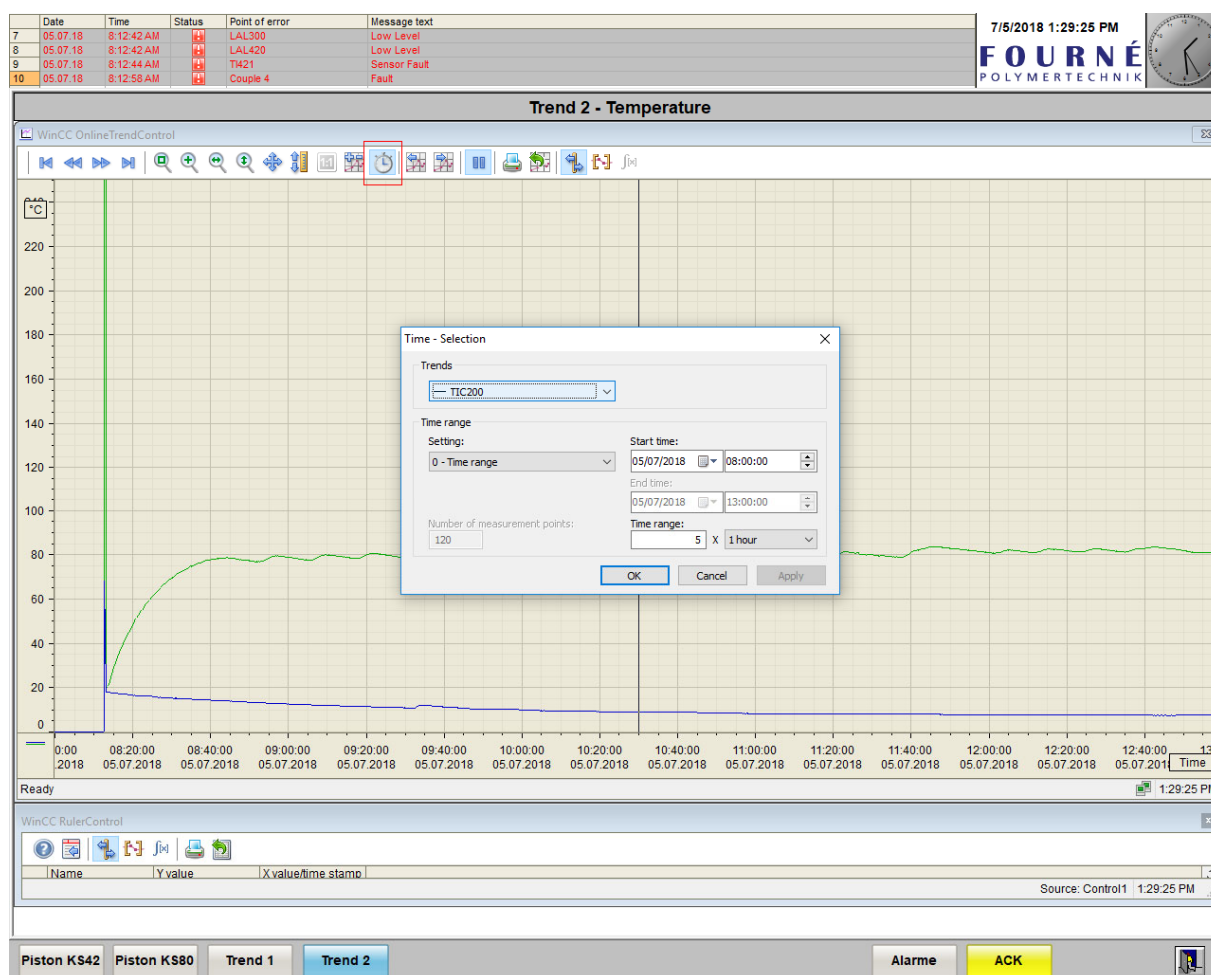 Date Time Status Point of error Message text
7 05.07.18 8:12:42 AM LAL300 Low Level
8 05.07.18 8:12:42 AM LAL420 Low Level
9 05.07.18 8:12:44 AM TI421 Sensor Fault
10 05.07.18 8:12:58 AM Couple 4 Fault
7/5/2018 1:29:25 PM
FOURNÉ
POLYMERTECHNIK
Trend 2 - Temperature
WinCC OnlineTrendControl
°C
220
200
180
160
140
120
100
80
60
40
20
0
Time - Selection
Trends
TIC200
Time range
Setting:
Start time:
0 - Time range
05/07/2018 08:00:00
End time:
05/07/2018 13:00:00
Number of measurement points:
Time range:
120
5 X 1 hour
OK Cancel Apply
0:00 08:20:00 08:40:00 09:00:00 09:20:00 09:40:00 10:00:00 10:20:00 10:40:00 11:00:00 11:20:00 11:40:00 12:00:00 12:20:00 12:40:00 13
.2018 05.07.2018 05.07.2018 05.07.2018 05.07.2018 05.07.2018 05.07.2018 05.07.2018 05.07.2018 05.07.2018 05.07.2018 05.07.2018 05.07.2018 05.07.2018 05.07.201 Time
Ready
1:29:25 PM
WinCC RulerControl
Name Y value X value/time stamp
Source: Control1 1:29:25 PM
Piston KS42 Piston KS80 Trend 1 Trend 2 Alarme ACK